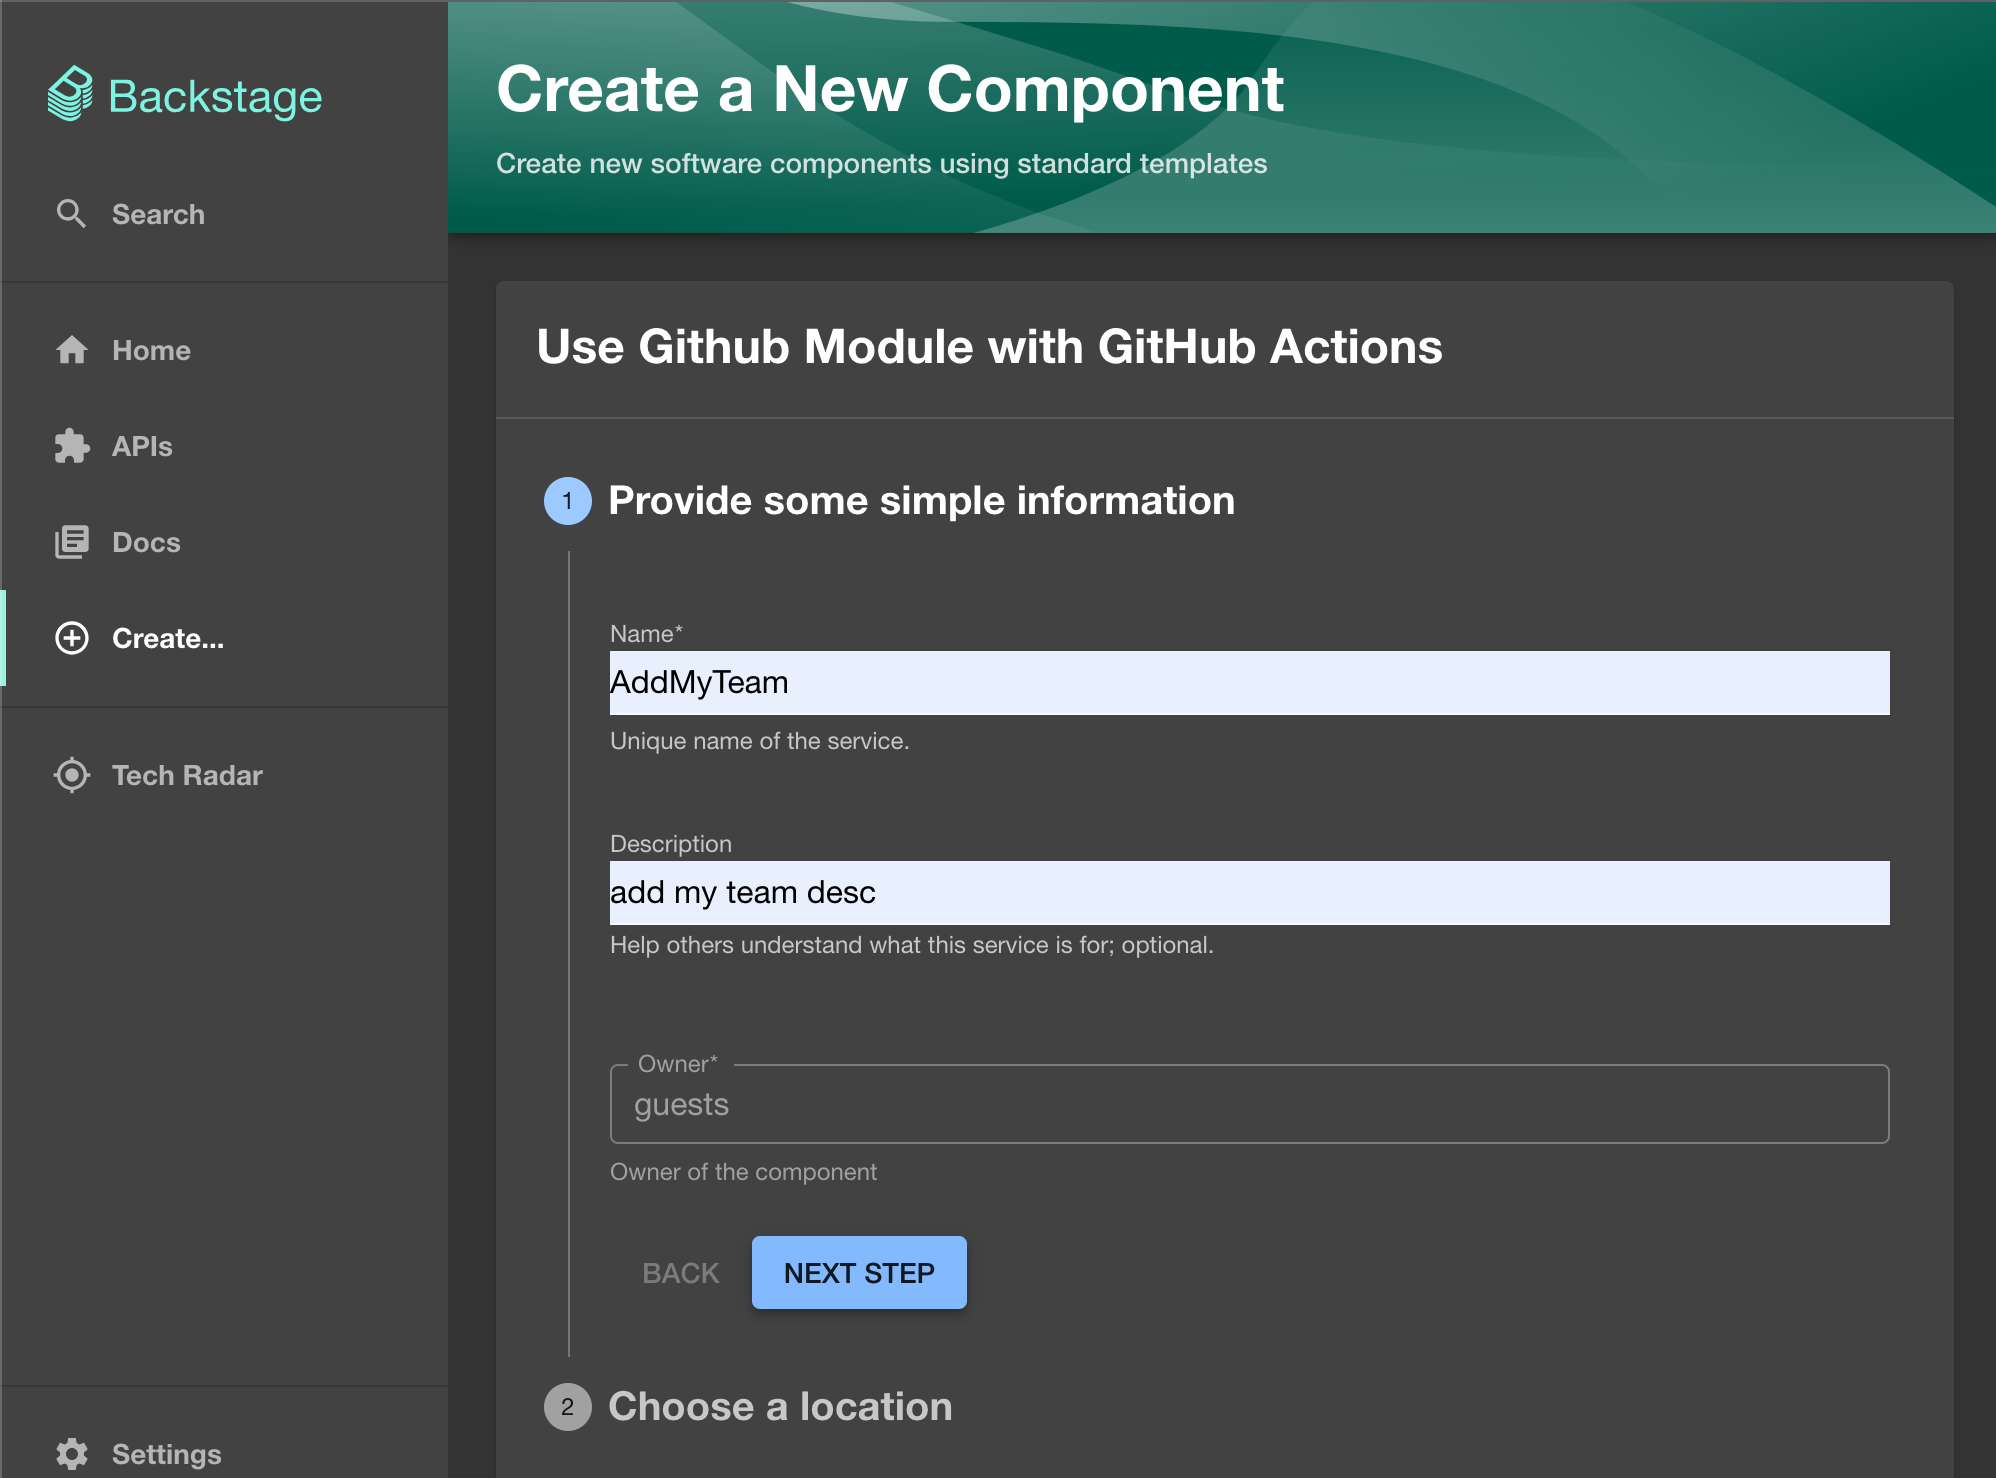 Backstage
Search
Home
APIs
Docs
Create...
Tech Radar
Settings
Create a New Component
Create new software components using standard templates
Use Github Module with GitHub Actions
1 Provide some simple information
Name*
AddMyTeam
Unique name of the service.
Description
add my team desc
Help others understand what this service is for; optional.
Owner*
guests
Owner of the component
BACK NEXT STEP
2 Choose a location